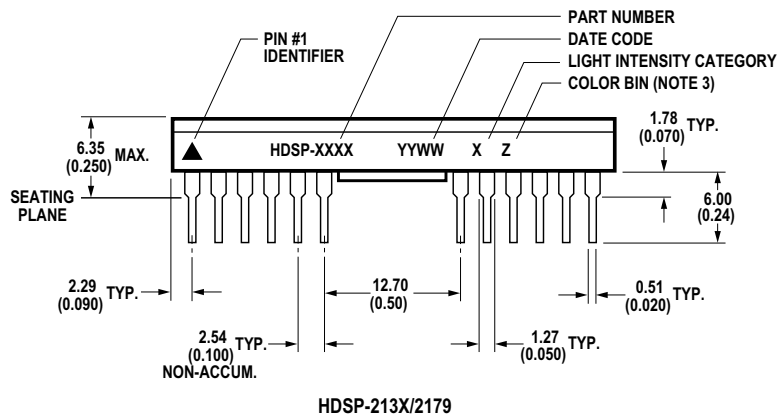 PART NUMBER
DATE CODE
LIGHT INTENSITY CATEGORY
COLOR BIN (NOTE 3)
PIN #1
IDENTIFIER
6.35
(0.250) MAX.
1.78
(0.070) TYP.
HDSP-XXXX YYWW X Z
SEATING
PLANE
6.00
(0.24)
2.29
(0.090) TYP.
12.70
(0.50)
0.51
(0.020) TYP.
2.54
(0.100) TYP.
NON-ACCUM.
1.27
(0.050) TYP.
HDSP-213X/2179